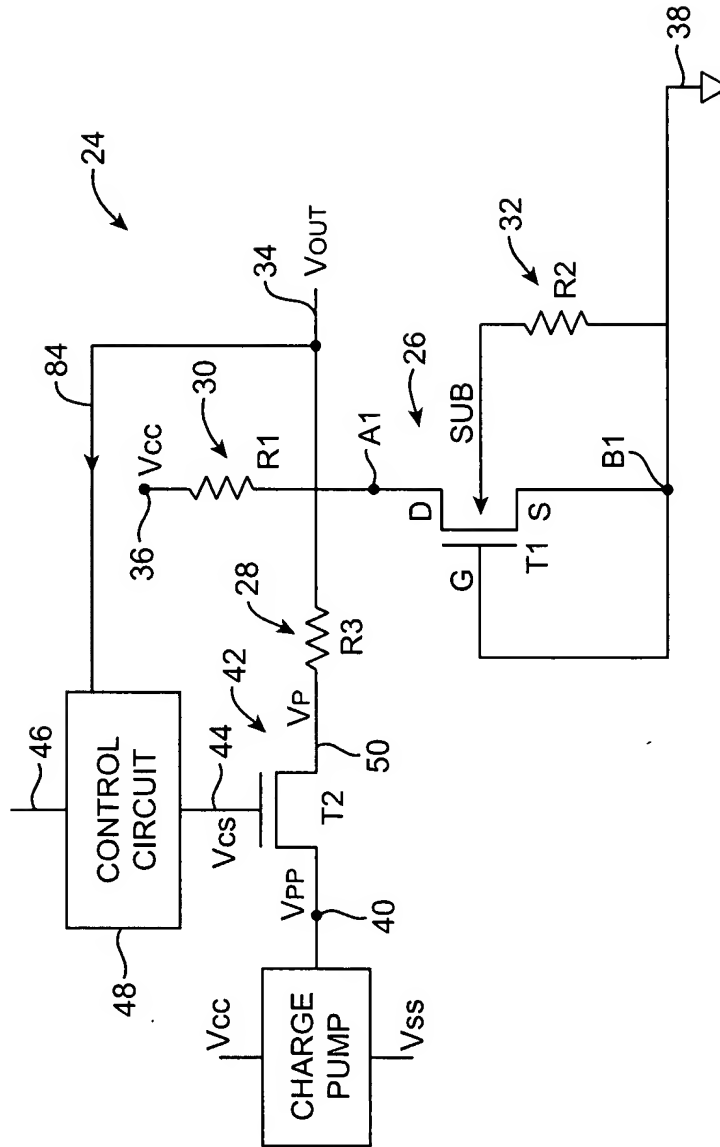 24
84
34
VOUT
VCC
36
30
R1
46
CONTROL
CIRCUIT
48
44
VCS
42
28
R3
VP
50
T2
VPP
40
VCC
CHARGE
PUMP
VSS
A1
26
32
D
SUB
R2
G
S
T1
B1
38